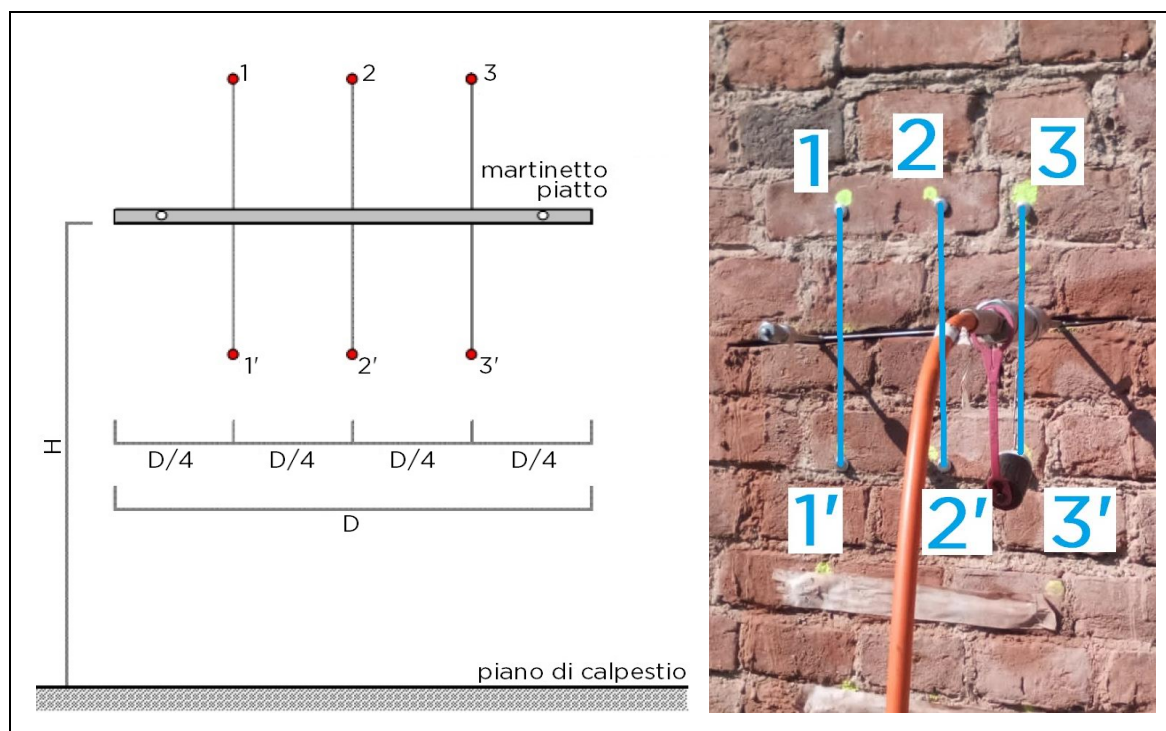 1 2 3
martinetto
piatto
1' 2' 3'
H
D/4 D/4 D/4 D/4
D
piano di calpestio
1 2 3
1' 2' 3'